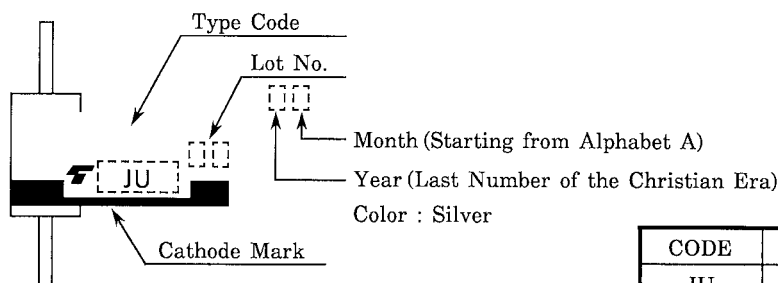 Type Code
Lot No.
Month (Starting from Alphabet A)
JU
Year (Last Number of the Christian Era)
Color : Silver
Cathode Mark
CODE